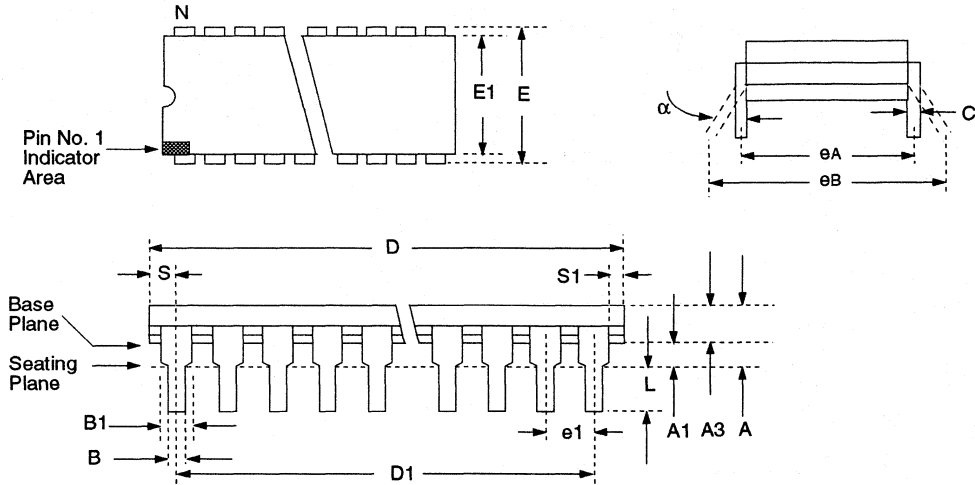 N
E1
E
Pin No. 1
Indicator
Area
α
C
eA
eB
D
S
S1
Base
Plane
Seating
Plane
L
B1
B
e1
A1
A3
A
D1